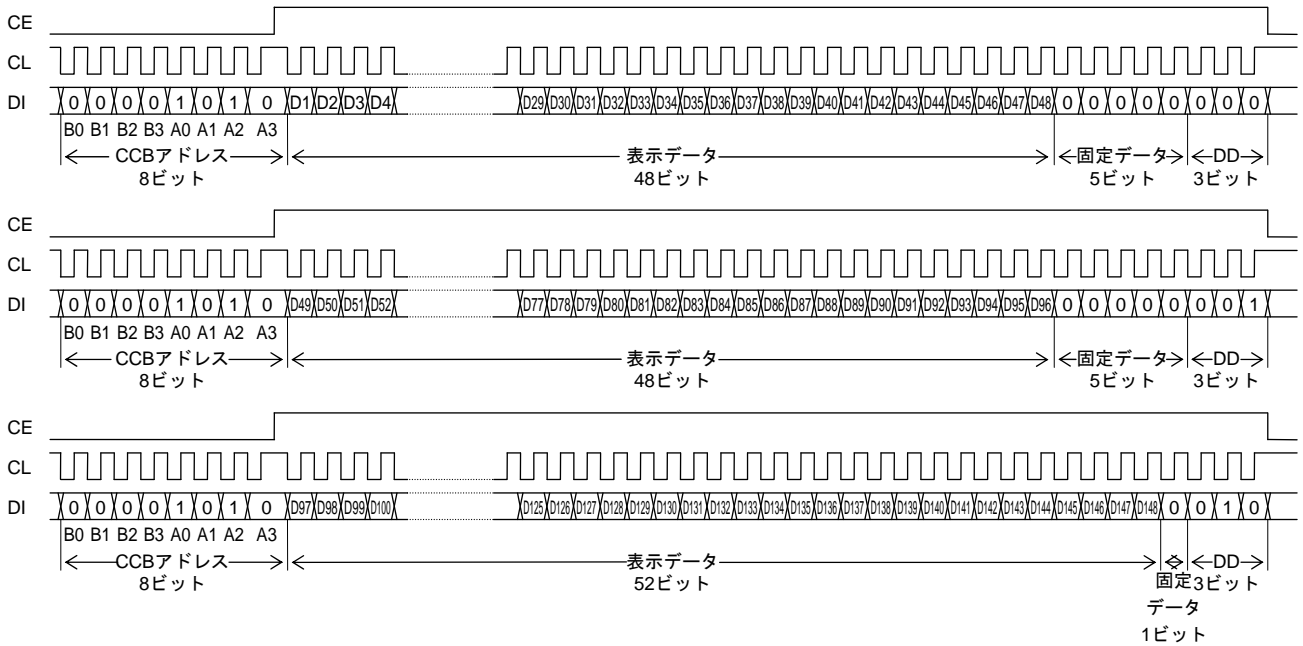 CE
CL
DI 0 0 0 0 1 0 1 0 D1 D2 D3 D4 D29 D30 D31 D32 D33 D34 D35 D36 D37 D38 D39 D40 D41 D42 D43 D44 D45 D46 D47 D48 0 0 0 0 0 0 0 0
B0 B1 B2 B3 A0 A1 A2 A3
CCBアドレス 表示データ 固定データ DD
8ビット 48ビット 5ビット 3ビット
CE
CL
DI 0 0 0 0 1 0 1 0 D49 D50 D51 D52 D77 D78 D79 D80 D81 D82 D83 D84 D85 D86 D87 D88 D89 D90 D91 D92 D93 D94 D95 D96 0 0 0 0 0 0 0 1
B0 B1 B2 B3 A0 A1 A2 A3
CCBアドレス 表示データ 固定データ DD
8ビット 48ビット 5ビット 3ビット
CE
CL
DI 0 0 0 0 1 0 1 0 D97 D98 D99 D100 D125 D126 D127 D128 D129 D130 D131 D132 D133 D134 D135 D136 D137 D138 D139 D140 D141 D142 D143 D144 D145 D146 D147 D148 0 0 1 0
B0 B1 B2 B3 A0 A1 A2 A3
CCBアドレス 表示データ DD
8ビット 52ビット 固定 3ビット
データ
1ビット